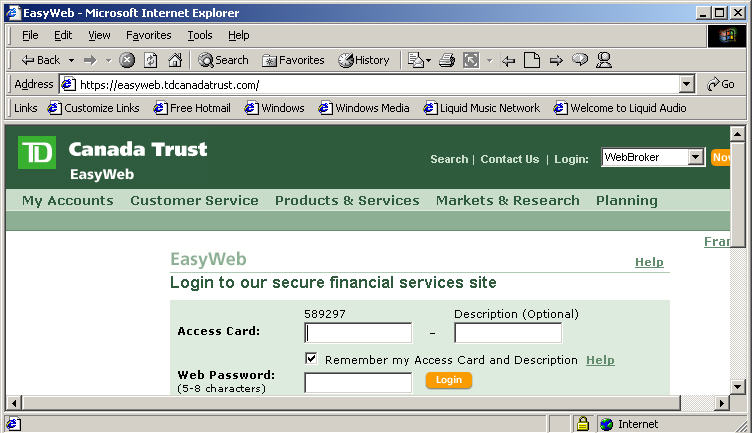 EasyWeb - Microsoft Internet Explorer
File Edit View Favorites Tools Help
Back Search Favorites History
Address https://easyweb.tdcanadatrust.com/ Go
Links Customize Links Free Hotmail Windows Windows Media Liquid Music Network Welcome to Liquid Audio
TD Canada Trust
EasyWeb
Search | Contact Us | Login: WebBroker
My Accounts Customer Service Products & Services Markets & Research Planning
EasyWeb
Help
Login to our secure financial services site
589297 Description (Optional)
Access Card: -
Remember my Access Card and Description Help
Web Password: Login
(5-8 characters)
Internet